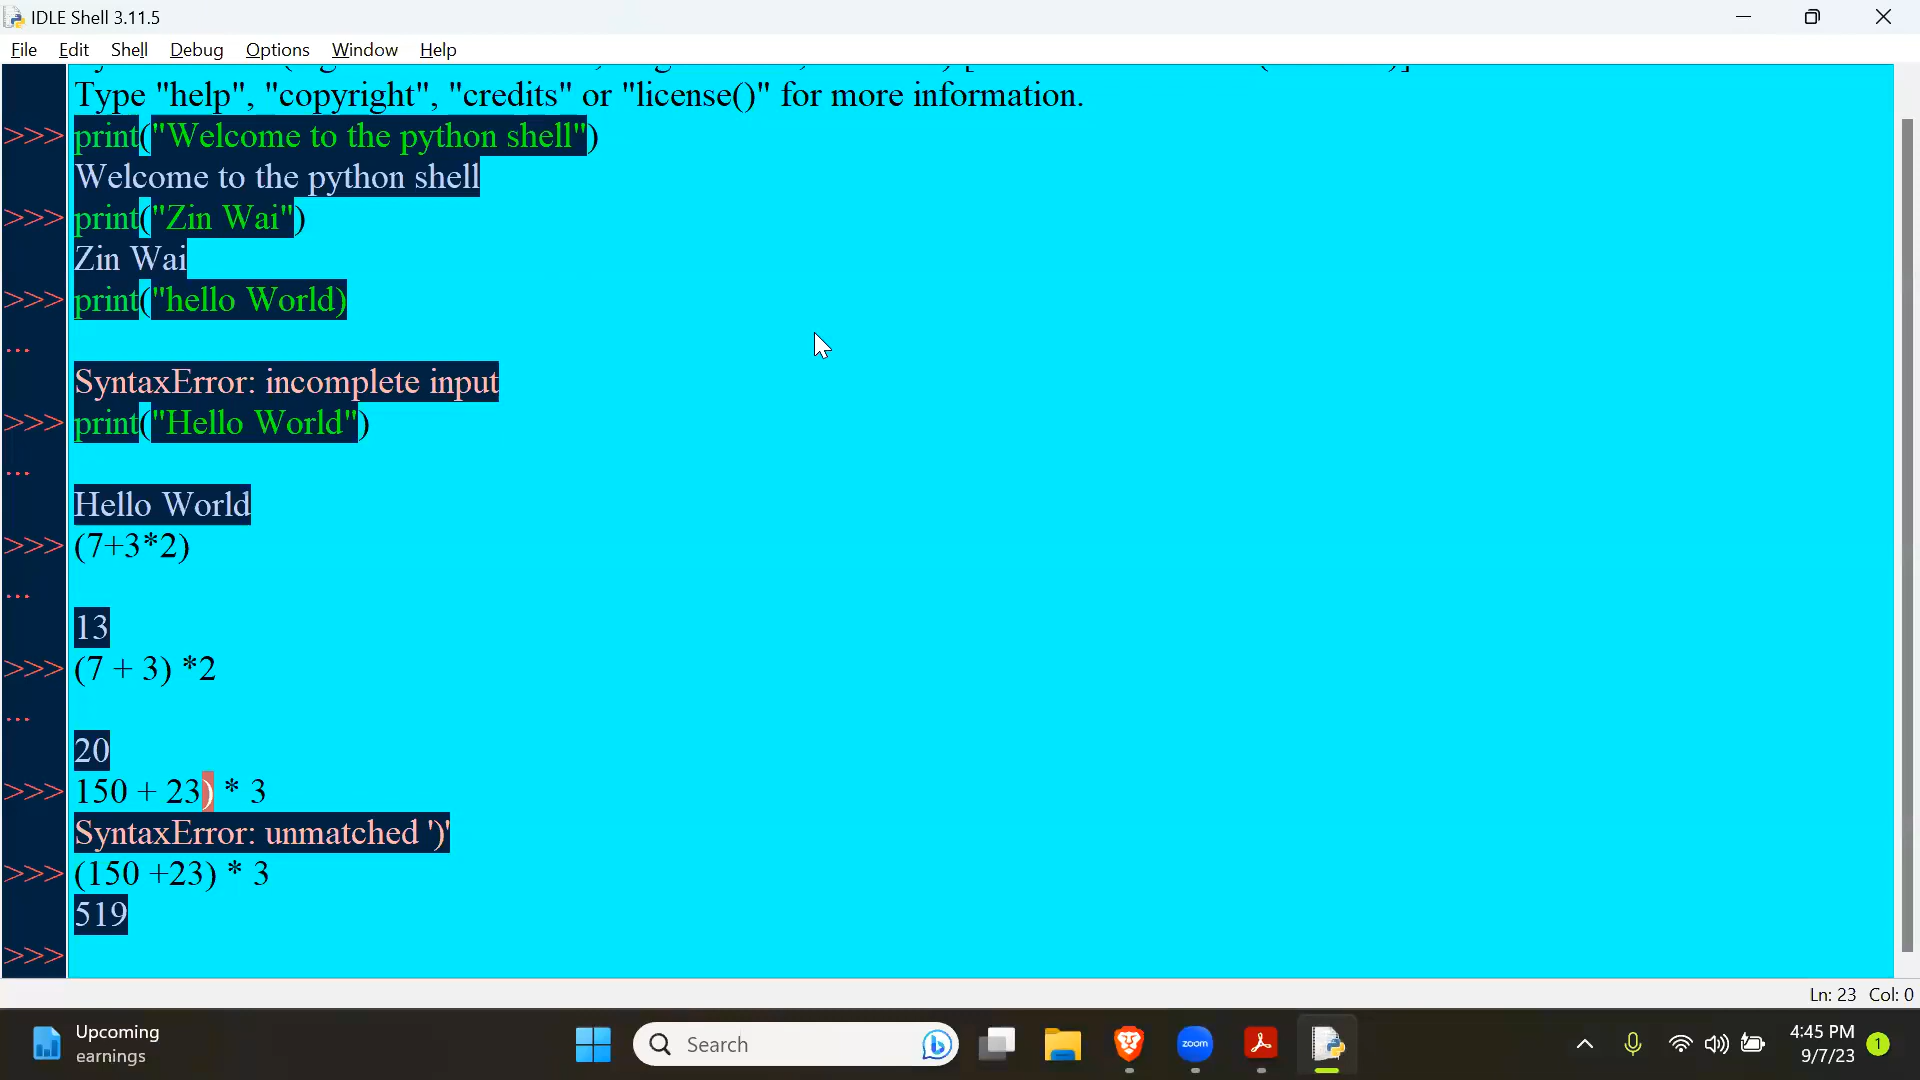 IDLE Shell 3.11.5
File Edit Shell Debug Options Window Help
Type "help", "copyright", "credits" or "license()" for more information.
>>> print("Welcome to the python shell")
Welcome to the python shell
>>> print("Zin Wai")
Zin Wai
>>> print("hello World)
...
SyntaxError: incomplete input
>>> print("Hello World")
...
Hello World
>>> (7+3*2)
...
13
>>> (7 + 3) *2
...
20
>>> 150 + 23) * 3
SyntaxError: unmatched ')'
>>> (150 +23) * 3
519
>>>
Ln: 23 Col: 0
Upcoming
earnings
Search
zoom
4:45 PM
9/7/23
1